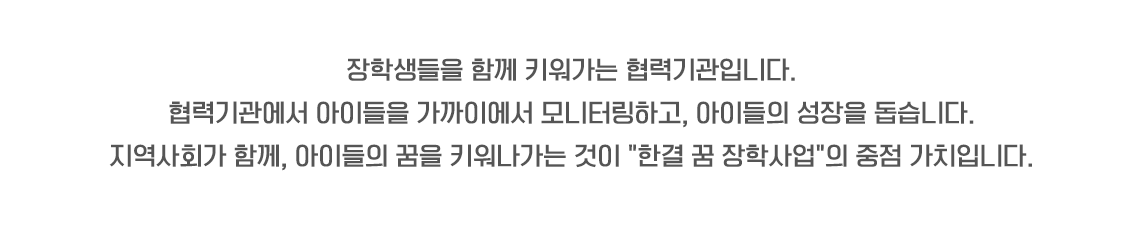 장학생들을 함께 키워가는 협력기관입니다.
협력기관에서 아이들을 가까이에서 모니터링하고, 아이들의 성장을 돕습니다.
지역사회가 함께, 아이들의 꿈을 키워나가는 것이 "한결 꿈 장학사업"의 중점 가치입니다.